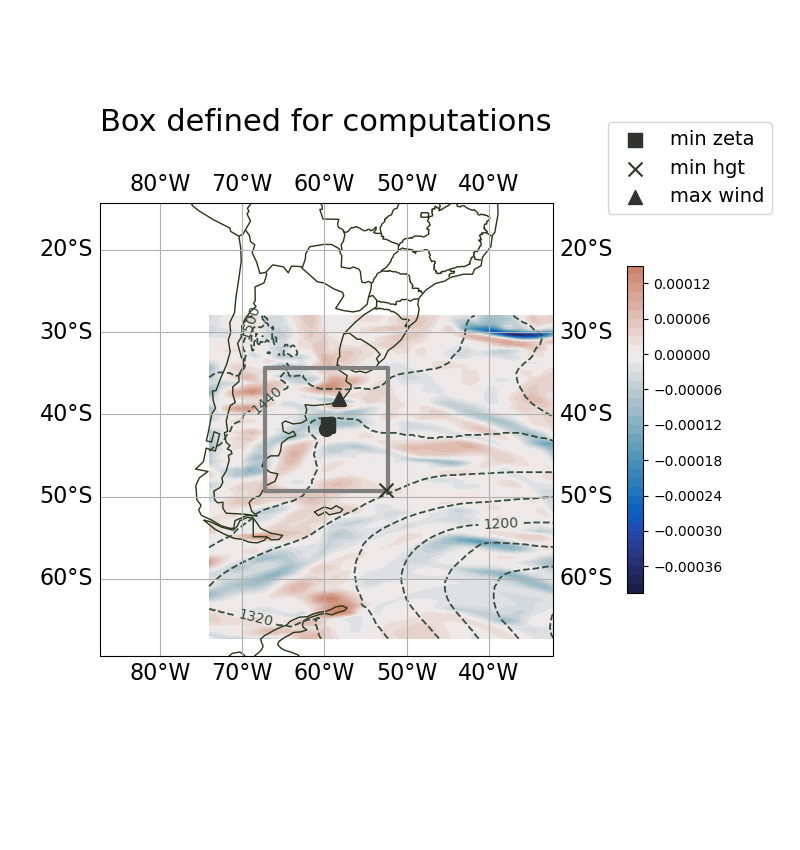 Box defined for computations
min zeta
min hgt
max wind
80°W 70°W 60°W 50°W 40°W
20°S 20°S
30°S 30°S
40°S 40°S
50°S 50°S
60°S 60°S
1500
1440
1200
1320
80°W 70°W 60°W 50°W 40°W
0.00012
0.00006
0.00000
−0.00006
−0.00012
−0.00018
−0.00024
−0.00030
−0.00036